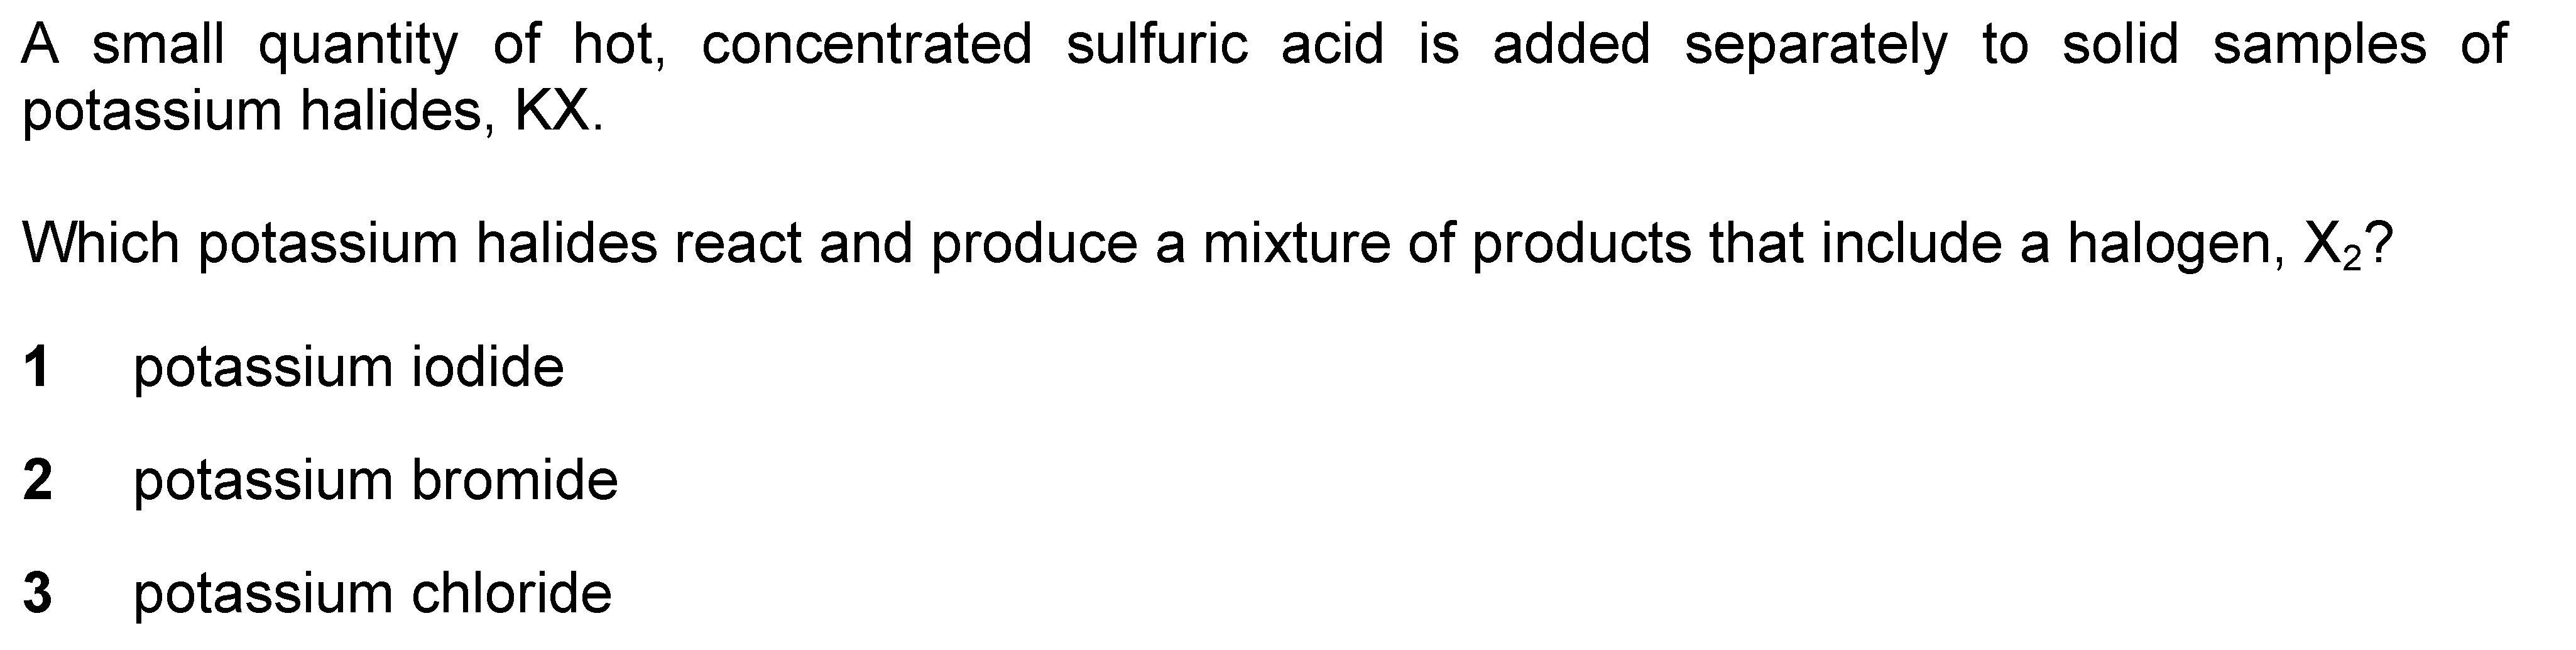 A small quantity of hot, concentrated sulfuric acid is added separately to solid samples of
potassium halides, KX.
Which potassium halides react and produce a mixture of products that include a halogen, X₂?
1 potassium iodide
2 potassium bromide
3 potassium chloride